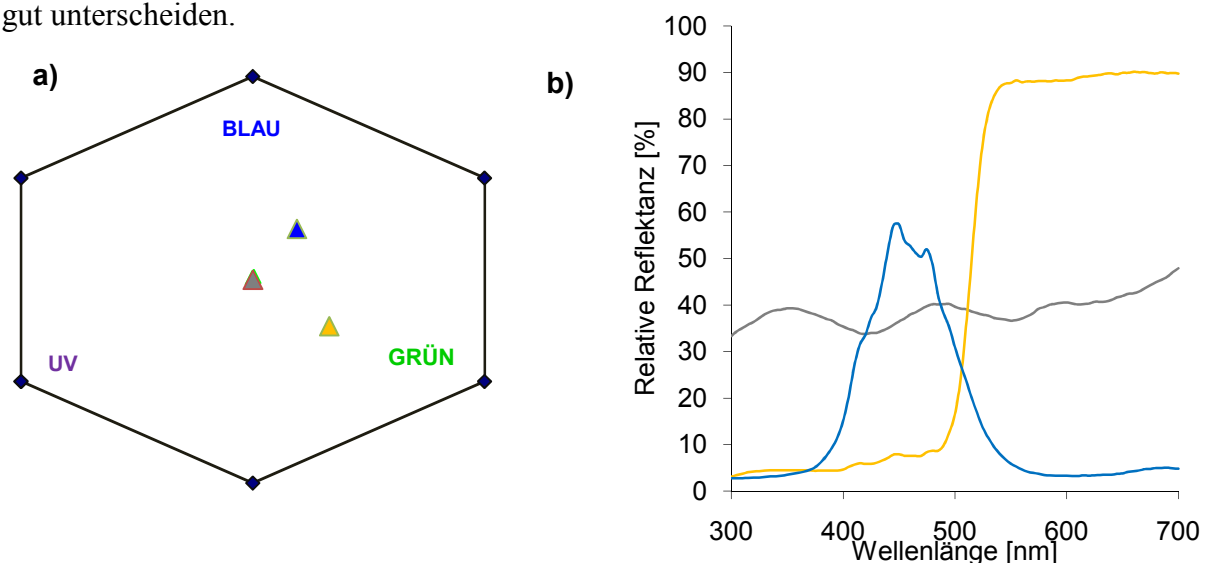 gut unterscheiden.
a)
BLAU
UV
GRÜN
b)
Relative Reflektanz [%]
100
90
80
70
60
50
40
30
20
10
0
300 400 500 600 700
Wellenlänge [nm]